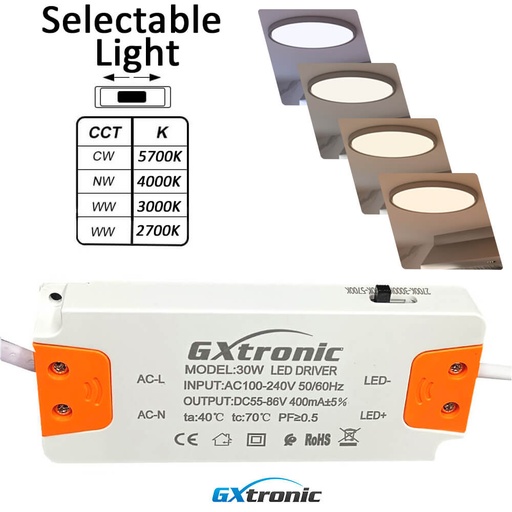 Selectable
Light
CCT K
CW 5700K
NW 4000K
WW 3000K
WW 2700K
GXtronic
MODEL:30W LED DRIVER
INPUT:AC100-240V 50/60Hz
OUTPUT:DC55-86V 400mA±5%
ta:40℃ tc:70℃ PF≥0.5
CE RoHS
AC-L
AC-N
LED-
LED+
GXtronic